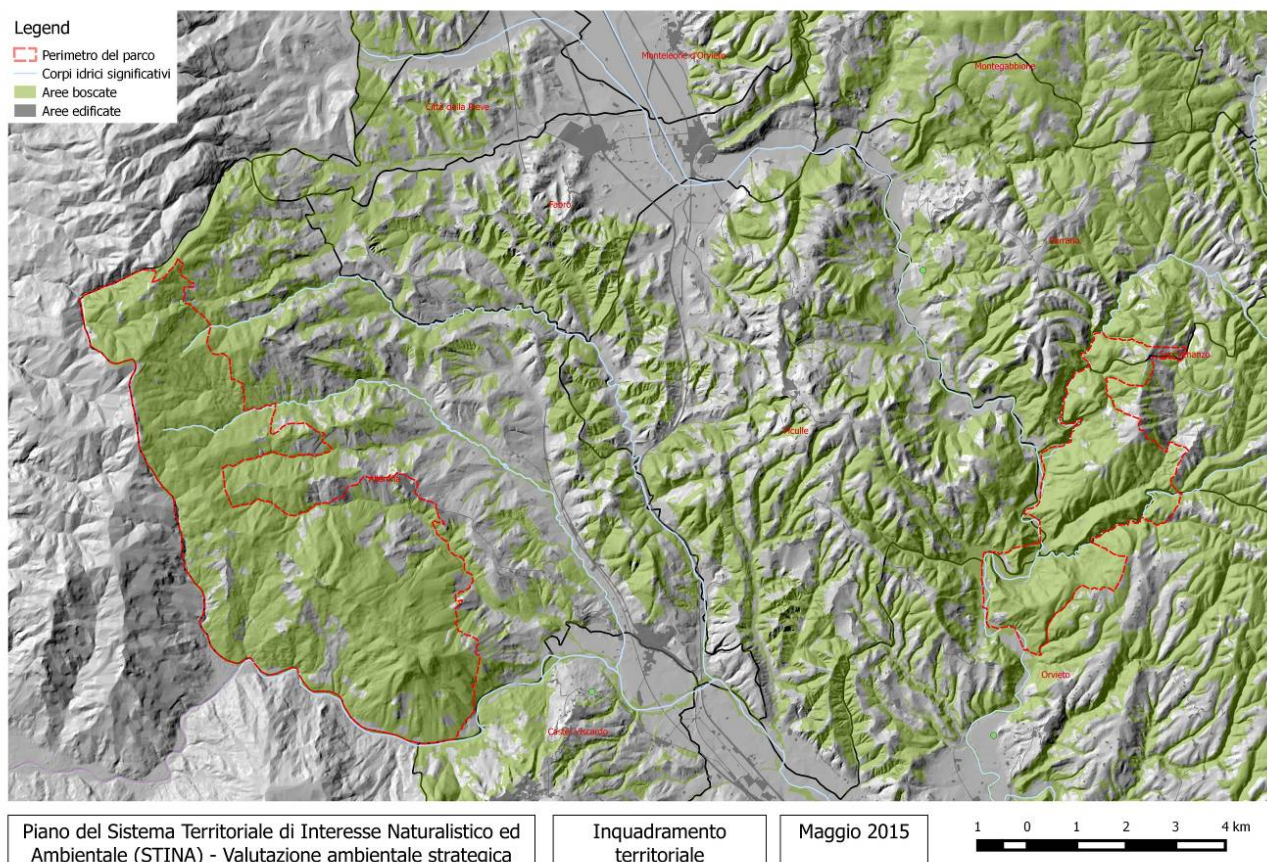 Legend
Perimetro del parco
Corpi idrici significativi
Aree boscate
Aree edificate
Monteleone d'Orvieto
Montegabbione
Città della Pieve
Fabro
Parrano
San Venanzo
Ficulle
Allerona
Orvieto
Castel Viscardo
Piano del Sistema Territoriale di Interesse Naturalistico ed
Ambientale (STINA) - Valutazione ambientale strategica
Inquadramento
territoriale
Maggio 2015
1 0 1 2 3 4 km